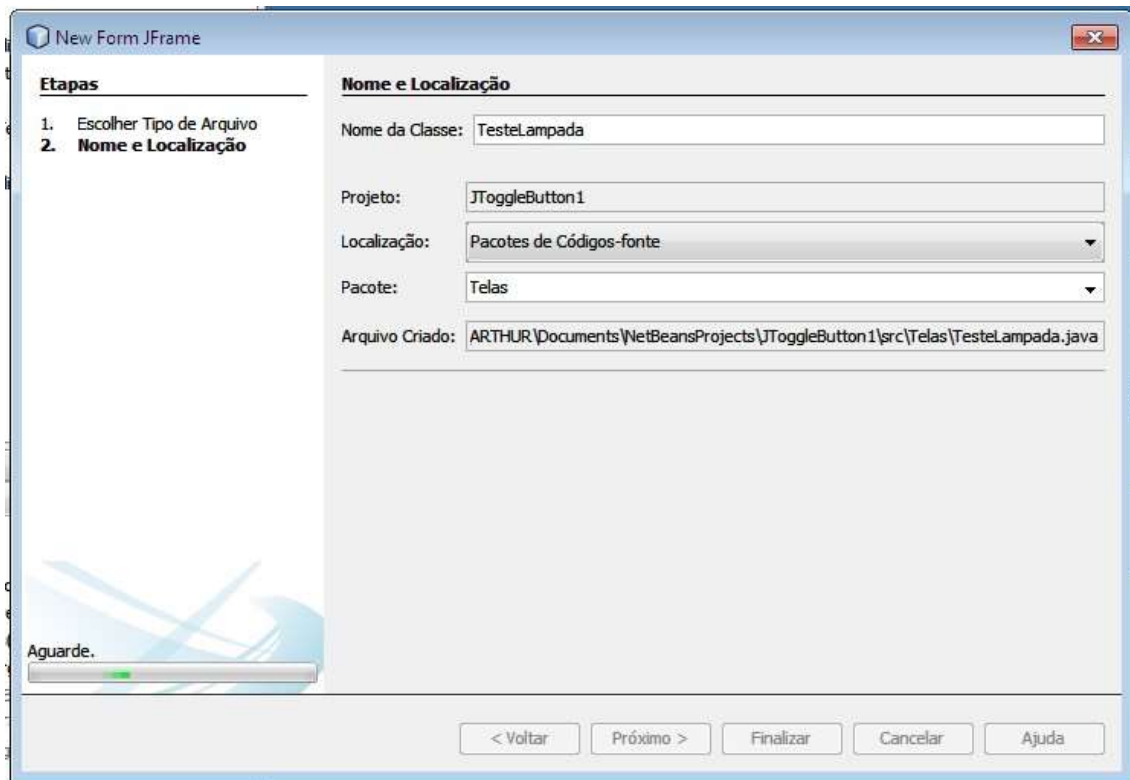 New Form JFrame
Etapas
1. Escolher Tipo de Arquivo
2. Nome e Localização
Nome e Localização
Nome da Classe: TesteLampada
Projeto: JToggleButton1
Localização: Pacotes de Códigos-fonte
Pacote: Telas
Arquivo Criado: ARTHUR\Documents\NetBeansProjects\JToggleButton1\src\Telas\TesteLampada.java
Aguarde.
< Voltar Próximo > Finalizar Cancelar Ajuda